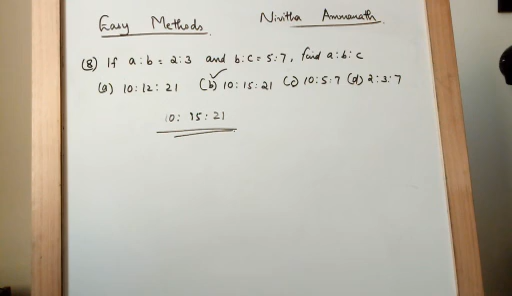 Easy Methods Nivitha Ammanath
(8) If a:b = 2:3 and b:c = 5:7, find a:b:c
(a) 10:12:21 (b) 10:15:21 (c) 10:5:7 (d) 2:3:7
10:15:21